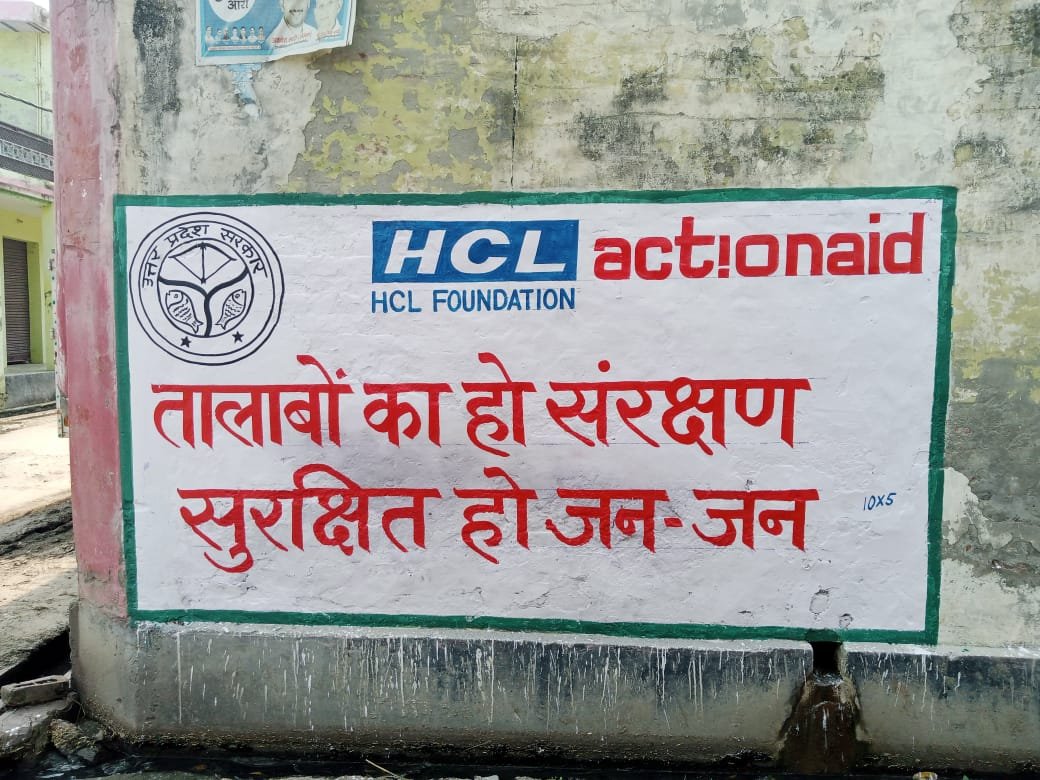 उत्तर प्रदेश सरकार
HCL
HCL FOUNDATION
act!onaid
तालाबों का हो संरक्षण
सुरक्षित हो जन-जन
10X5